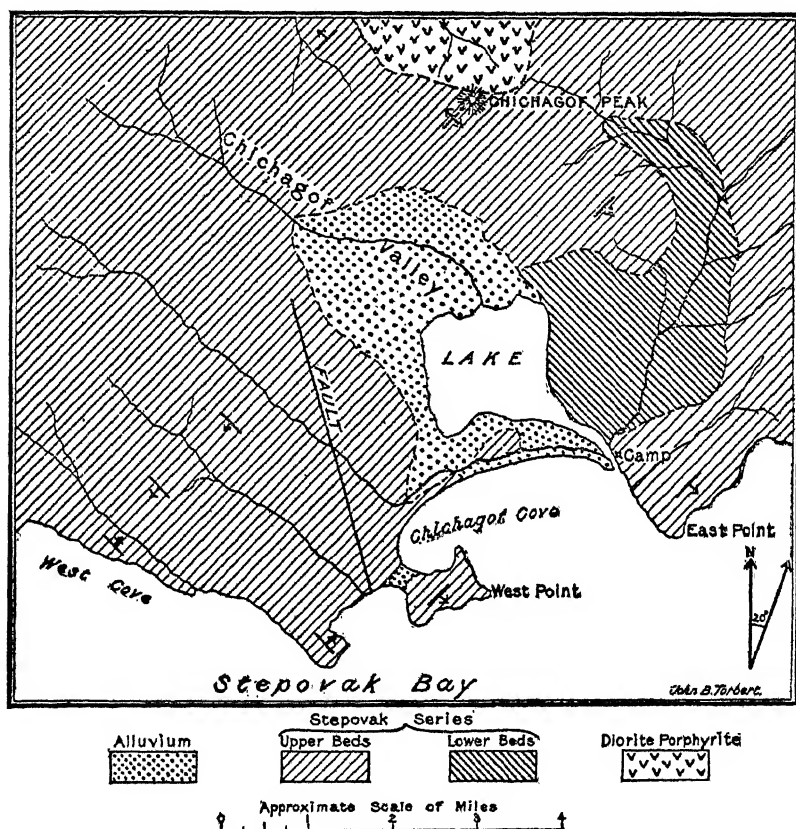 CHICHAGOF PEAK
Chichagof
Valley
LAKE
FAULT
Camp
Chichagof Cove
East Point
N
West Cove
West Point
20°
Stepovak Bay
John B. Torbert.
Stepovak Series
Alluvium
Upper Beds
Lower Beds
Diorite Porphyrite
Approximate Scale of Miles
0 1 2 3 4